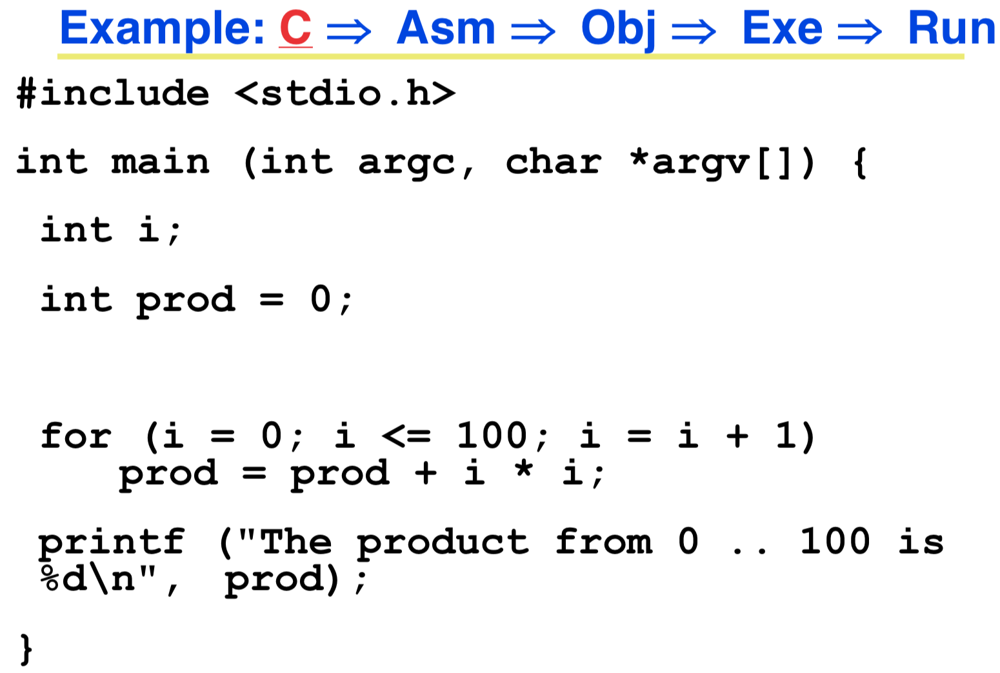 Example: C ⇒ Asm ⇒ Obj ⇒ Exe ⇒ Run
#include <stdio.h>
int main (int argc, char *argv[]) {
int i;
int prod = 0;
for (i = 0; i <= 100; i = i + 1)
prod = prod + i * i;
printf ("The product from 0 .. 100 is
%d\n", prod);
}